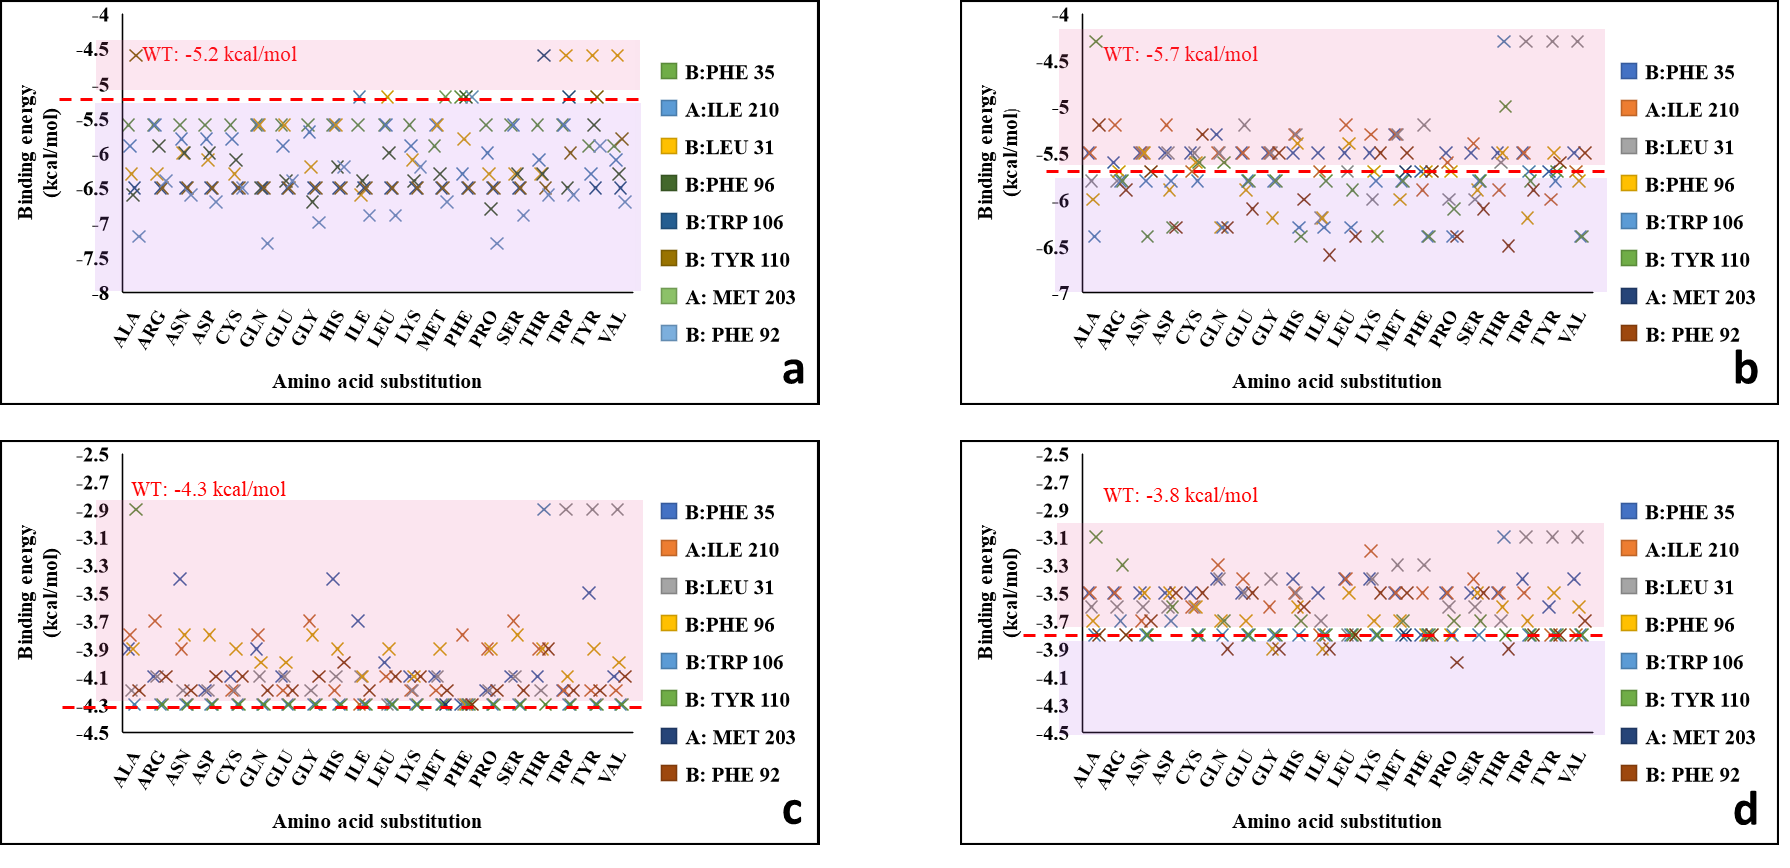 -4
-4.5
WT: -5.2 kcal/mol
-5
-5.5
-6
-6.5
-7
-7.5
-8
Binding energy
(kcal/mol)
ALA ARG ASN ASP CYS GLN GLU GLY HIS ILE LEU LYS MET PHE PRO SER THR TRP TYR VAL
Amino acid substitution
B:PHE 35
A:ILE 210
B:LEU 31
B:PHE 96
B:TRP 106
B: TYR 110
A: MET 203
B: PHE 92
a
-4
-4.5
WT: -5.7 kcal/mol
-5
-5.5
-6
-6.5
-7
Binding energy
(kcal/mol)
ALA ARG ASN ASP CYS GLN GLU GLY HIS ILE LEU LYS MET PHE PRO SER THR TRP TYR VAL
Amino acid substitution
B:PHE 35
A:ILE 210
B:LEU 31
B:PHE 96
B:TRP 106
B: TYR 110
A: MET 203
B: PHE 92
b
-2.5
-2.7
WT: -4.3 kcal/mol
-2.9
-3.1
-3.3
-3.5
-3.7
-3.9
-4.1
-4.3
-4.5
Binding energy
(kcal/mol)
ALA ARG ASN ASP CYS GLN GLU GLY HIS ILE LEU LYS MET PHE PRO SER THR TRP TYR VAL
Amino acid substitution
B:PHE 35
A:ILE 210
B:LEU 31
B:PHE 96
B:TRP 106
B: TYR 110
A: MET 203
B: PHE 92
c
-2.5
-2.7
WT: -3.8 kcal/mol
-2.9
-3.1
-3.3
-3.5
-3.7
-3.9
-4.1
-4.3
-4.5
Binding energy
(kcal/mol)
ALA ARG ASN ASP CYS GLN GLU GLY HIS ILE LEU LYS MET PHE PRO SER THR TRP TYR VAL
Amino acid substitution
B:PHE 35
A:ILE 210
B:LEU 31
B:PHE 96
B:TRP 106
B: TYR 110
A: MET 203
B: PHE 92
d